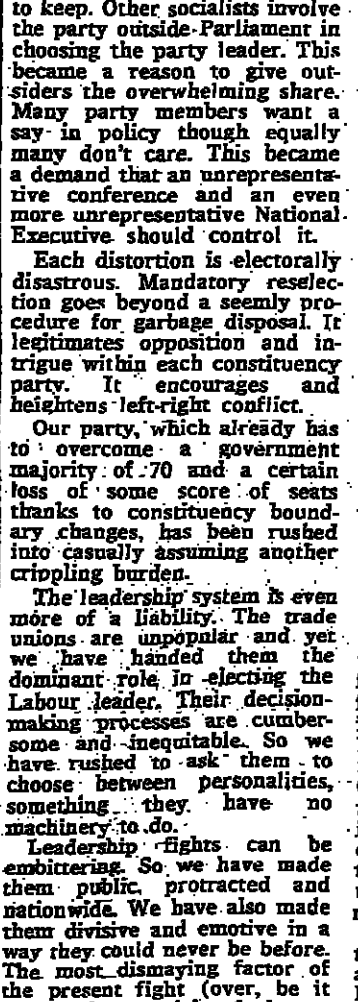 to keep. Other socialists involve
the party outside Parliament in
choosing the party leader. This
became a reason to give out-
siders the overwhelming share.
Many party members want a
say in policy though equally
many don't care. This became
a demand that an unrepresenta-
tive conference and an even
more unrepresentative National
Executive should control it.
Each distortion is electorally
disastrous. Mandatory reselec-
tion goes beyond a seemly pro-
cedure for garbage disposal. It
legitimates opposition and in-
trigue within each constituency
party. It encourages and
heightens left-right conflict.
Our party, which already has
to overcome a government
majority of 70 and a certain
loss of some score of seats
thanks to constituency bound-
ary changes, has been rushed
into casually assuming another
crippling burden.
The leadership system is even
more of a liability. The trade
unions are unpopular and yet
we have handed them the
dominant role in electing the
Labour leader. Their decision-
making processes are cumber-
some and inequitable. So we
have rushed to ask them to
choose between personalities,
something they have no
machinery to do.
Leadership fights can be
embittering. So we have made
them public, protracted and
nationwide. We have also made
them divisive and emotive in a
way they could never be before.
The most dismaying factor of
the present fight (over, be it